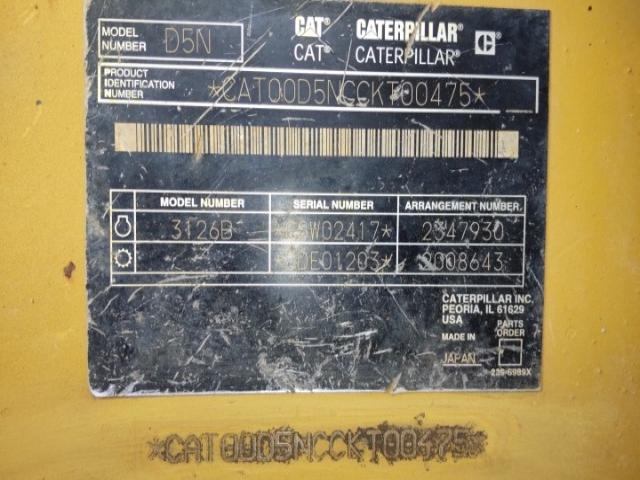 MODEL NUMBER D5N
CAT CATERPILLAR
CAT® CATERPILLAR® C
PRODUCT IDENTIFICATION NUMBER *CAT00D5NCCKT00475*
MODEL NUMBER SERIAL NUMBER ARRANGEMENT NUMBER
3126B 2347930
2008643
CATERPILLAR INC.
PEORIA, IL 61629
USA
MADE IN JAPAN
PARTS ORDER
239-6989X
*CAT00D5NCCKT00475*